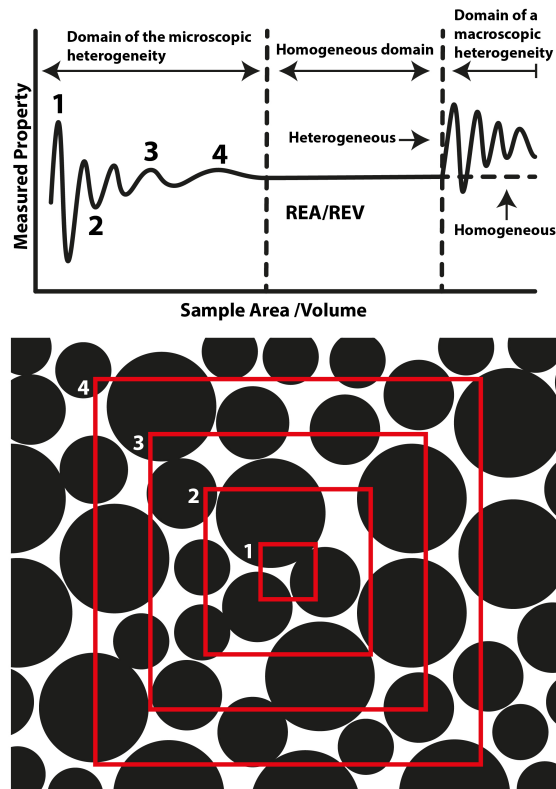 Domain of the microscopic
heterogeneity
Homogeneous domain
Domain of a
macroscopic
heterogeneity
Measured Property
1
2
3
4
Heterogeneous
REA/REV
Homogeneous
Sample Area /Volume
4
3
2
1